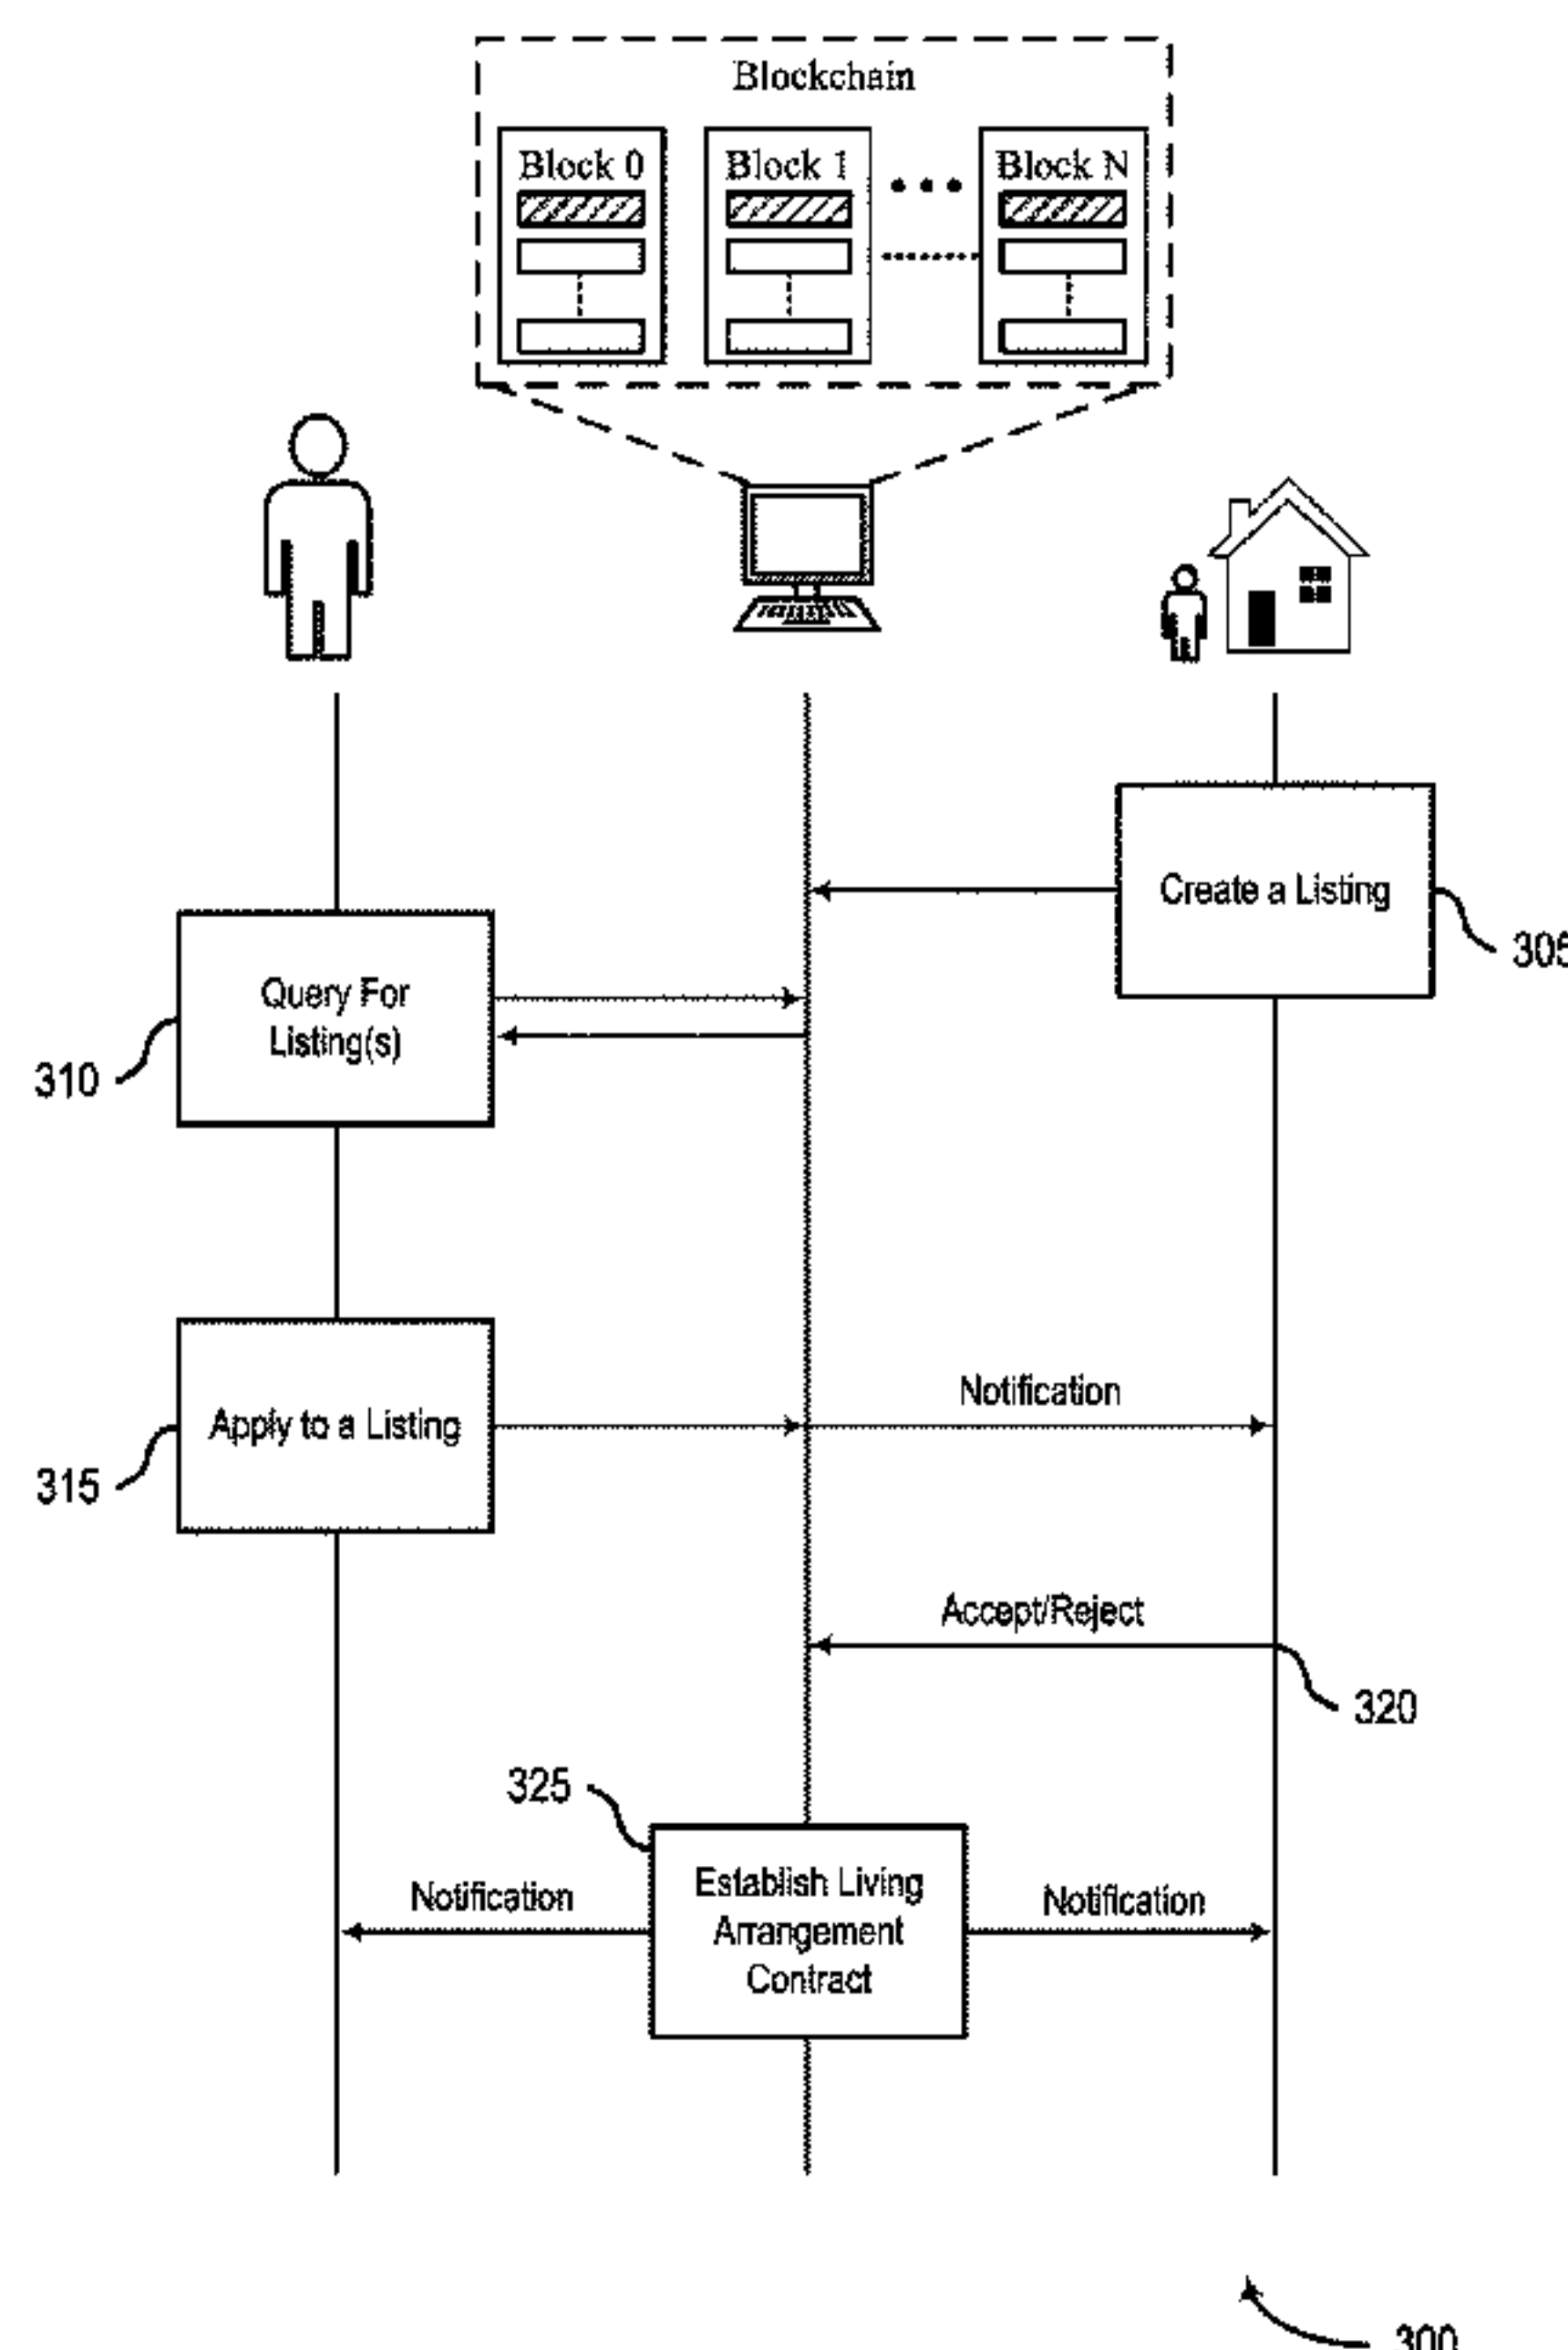 Blockchain
Block 0
Block 1
Block N
Create a Listing
305
Query For
Listing(s)
310
Apply to a Listing
315
Notification
Accept/Reject
320
325
Establish Living
Arrangement
Contract
Notification
Notification
300